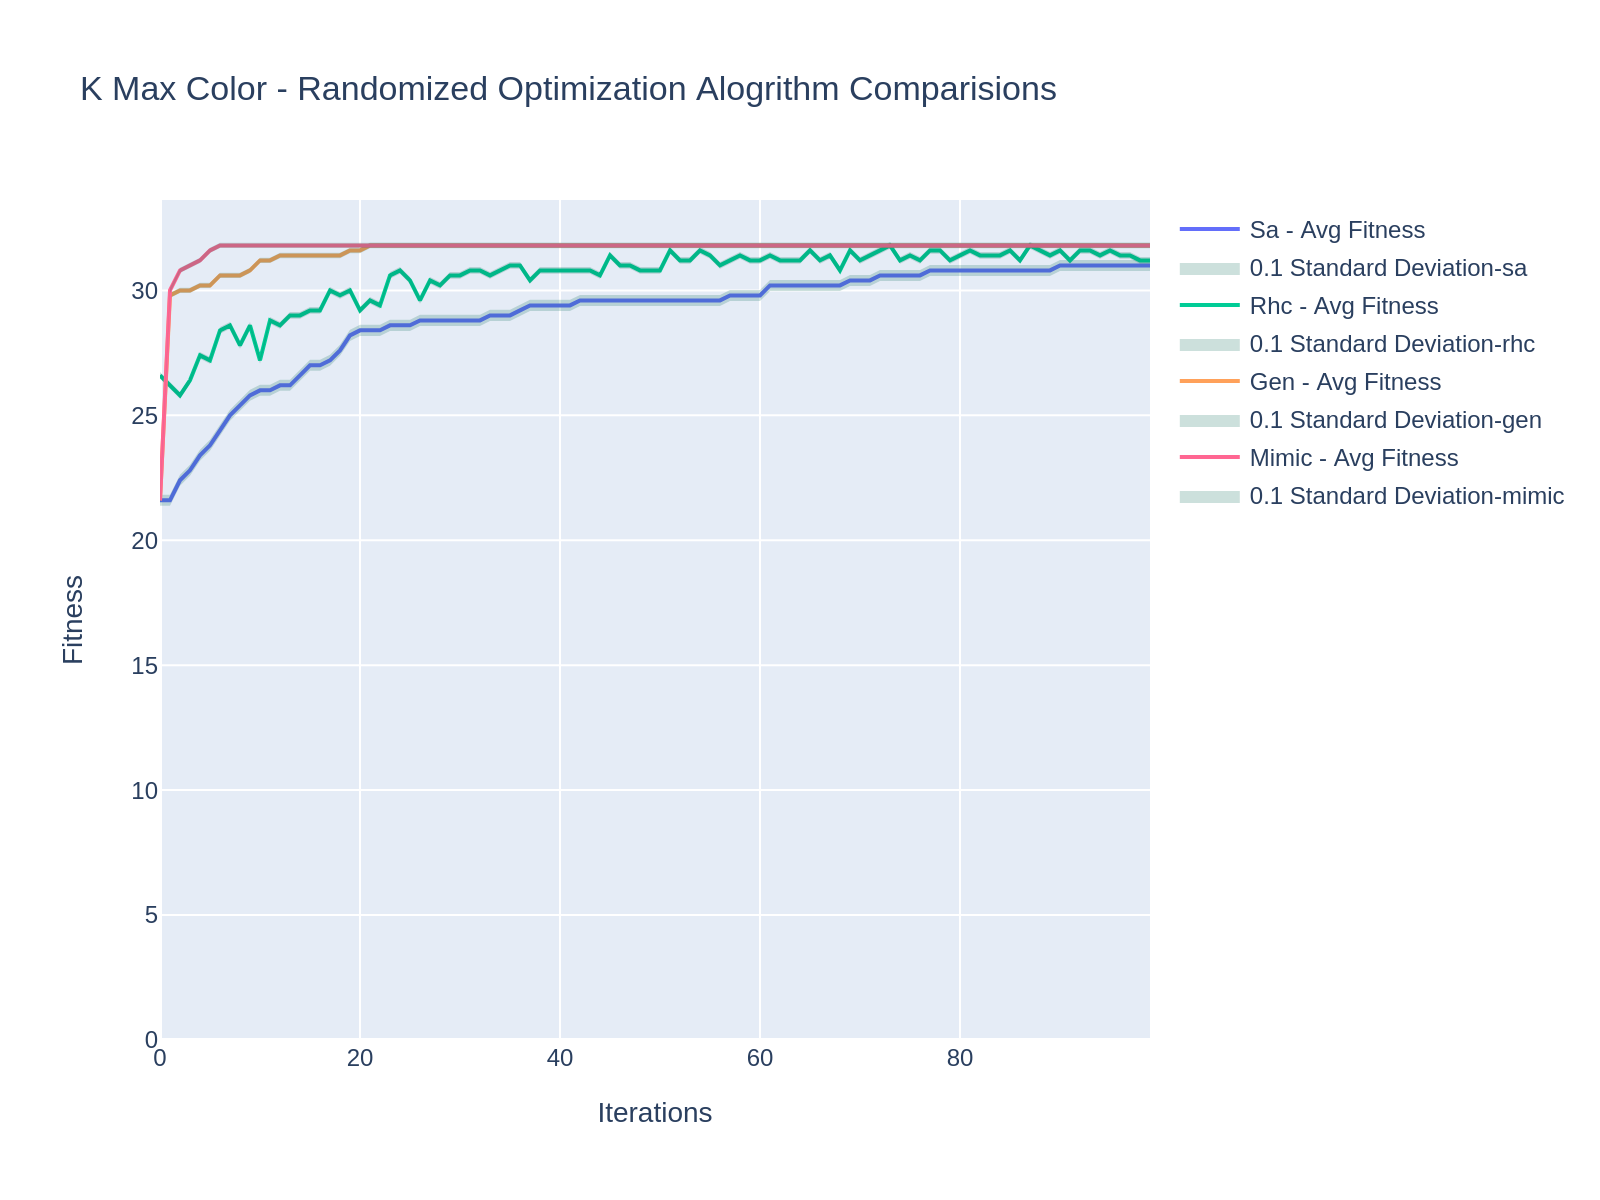 K Max Color - Randomized Optimization Alogrithm Comparisions
Sa - Avg Fitness
0.1 Standard Deviation-sa
Rhc - Avg Fitness
0.1 Standard Deviation-rhc
Gen - Avg Fitness
0.1 Standard Deviation-gen
Mimic - Avg Fitness
0.1 Standard Deviation-mimic
30
25
20
15
10
5
0
Fitness
0 20 40 60 80
Iterations